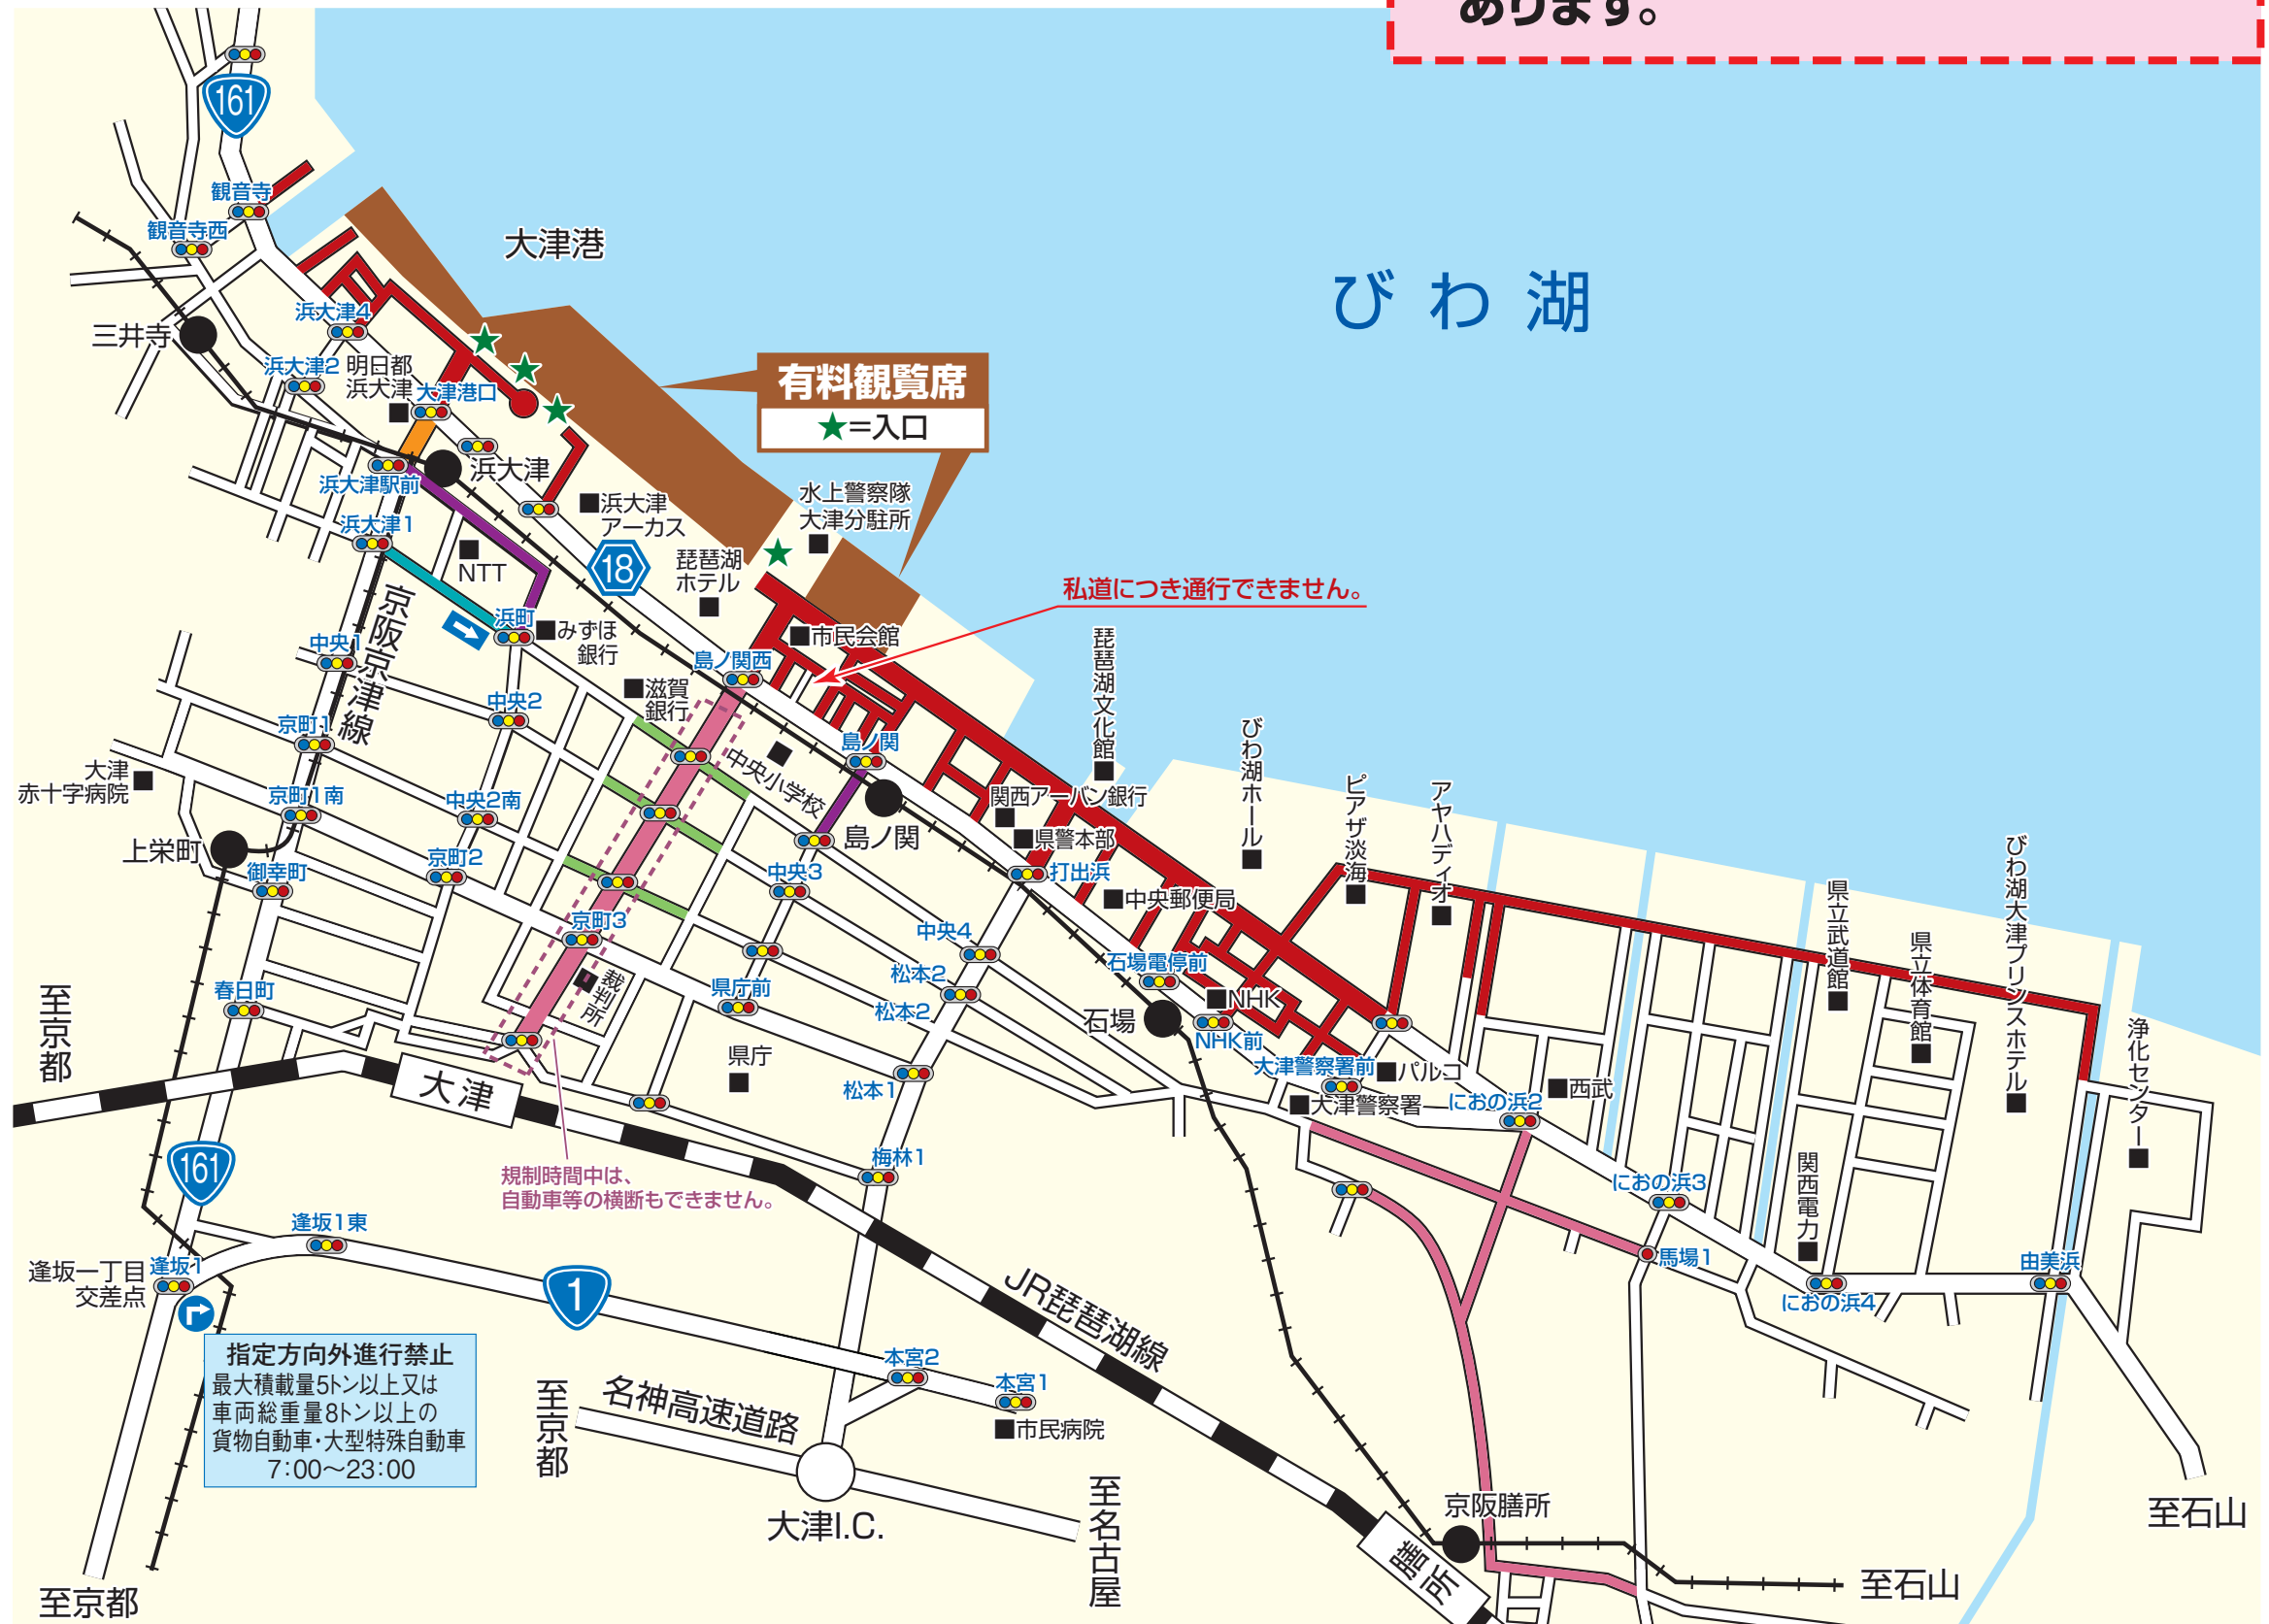 あります。
161
観音寺
観音寺西
大津港
びわ湖
浜大津4
三井寺
浜大津2
明日都
浜大津
大津港口
有料観覧席
★=入口
浜大津
浜大津駅前
浜大津
アーカス
水上警察隊
大津分駐所
浜大津1
NTT
18
琵琶湖
ホテル
私道につき通行できません。
京阪京津線
浜町
みずほ
銀行
市民会館
中央1
島ノ関西
滋賀
銀行
琵琶湖文化館
中央2
京町1
中央小学校
島ノ関
びわ湖ホール
大津
赤十字病院
京町1南
中央2南
関西アーバン銀行
ピアザ淡海
アヤハディオ
上栄町
島ノ関
県警本部
びわ湖大津プリンスホテル
御幸町
京町2
中央3
打出浜
中央郵便局
県立武道館
京町3
中央4
県立体育館
石場電停前
松本2
裁判所
県庁前
春日町
至京都
松本2
石場
NHK
NHK前
浄化センター
県庁
大津警察署前
パルコ
大津
松本1
大津警察署
におの浜2
西武
161
規制時間中は、
自動車等の横断もできません。
梅林1
関西電力
におの浜3
逢坂1東
逢坂一丁目
交差点
逢坂1
馬場1
由美浜
におの浜4
1
JR琵琶湖線
指定方向外進行禁止
最大積載量5トン以上又は
車両総重量8トン以上の
貨物自動車・大型特殊自動車
7:00〜23:00
本宮2
本宮1
至京都
名神高速道路
市民病院
至名古屋
大津I.C.
京阪膳所
膳所
至石山
至石山
至京都